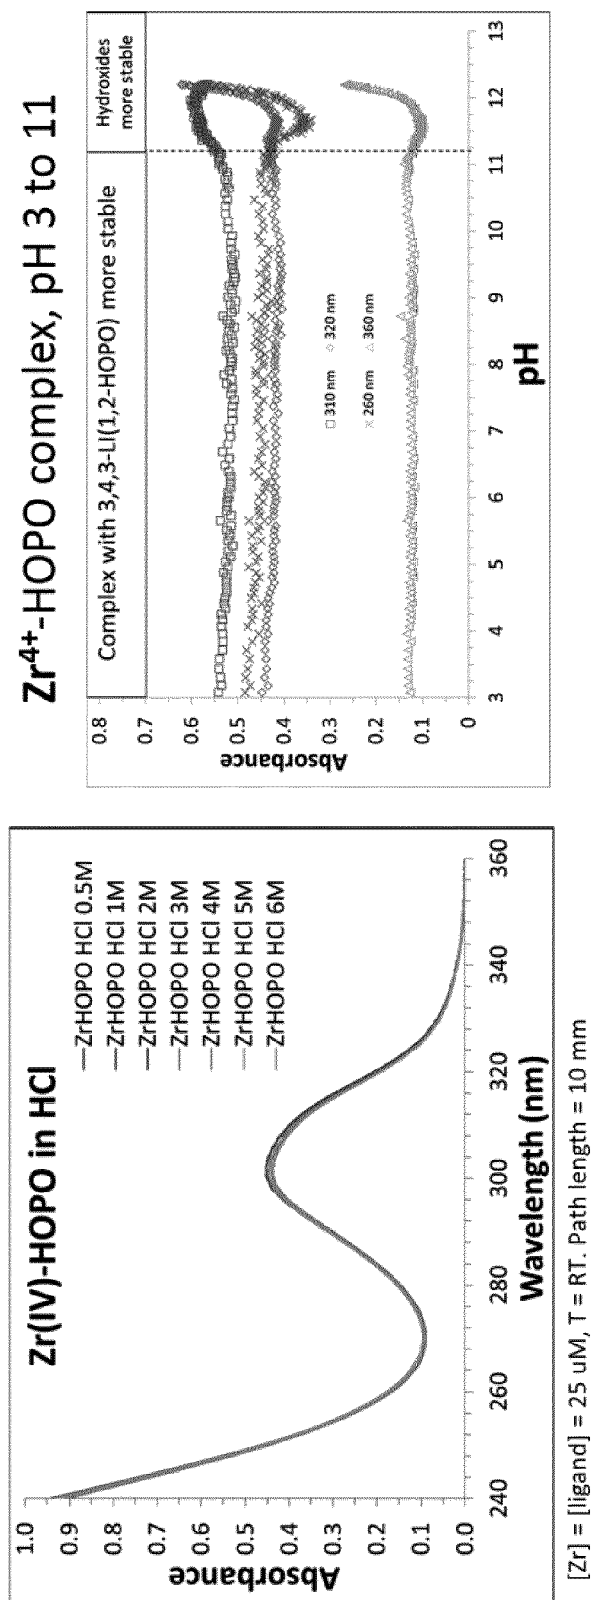 Zr(IV)-HOPO in HCl
ZrHOPO HCl 0.5M
ZrHOPO HCl 1M
ZrHOPO HCl 2M
ZrHOPO HCl 3M
ZrHOPO HCl 4M
ZrHOPO HCl 5M
ZrHOPO HCl 6M
Absorbance
1.0
0.9
0.8
0.7
0.6
0.5
0.4
0.3
0.2
0.1
0.0
240 260 280 300 320 340 360
Wavelength (nm)
[Zr] = [ligand] = 25 uM, T = RT. Path length = 10 mm
Zr4+-HOPO complex, pH 3 to 11
Complex with 3,4,3-LI(1,2-HOPO) more stable
Hydroxides
more stable
Absorbance
0.8
0.7
0.6
0.5
0.4
0.3
0.2
0.1
0
310 nm 320 nm
260 nm 360 nm
3 4 5 6 7 8 9 10 11 12 13
pH